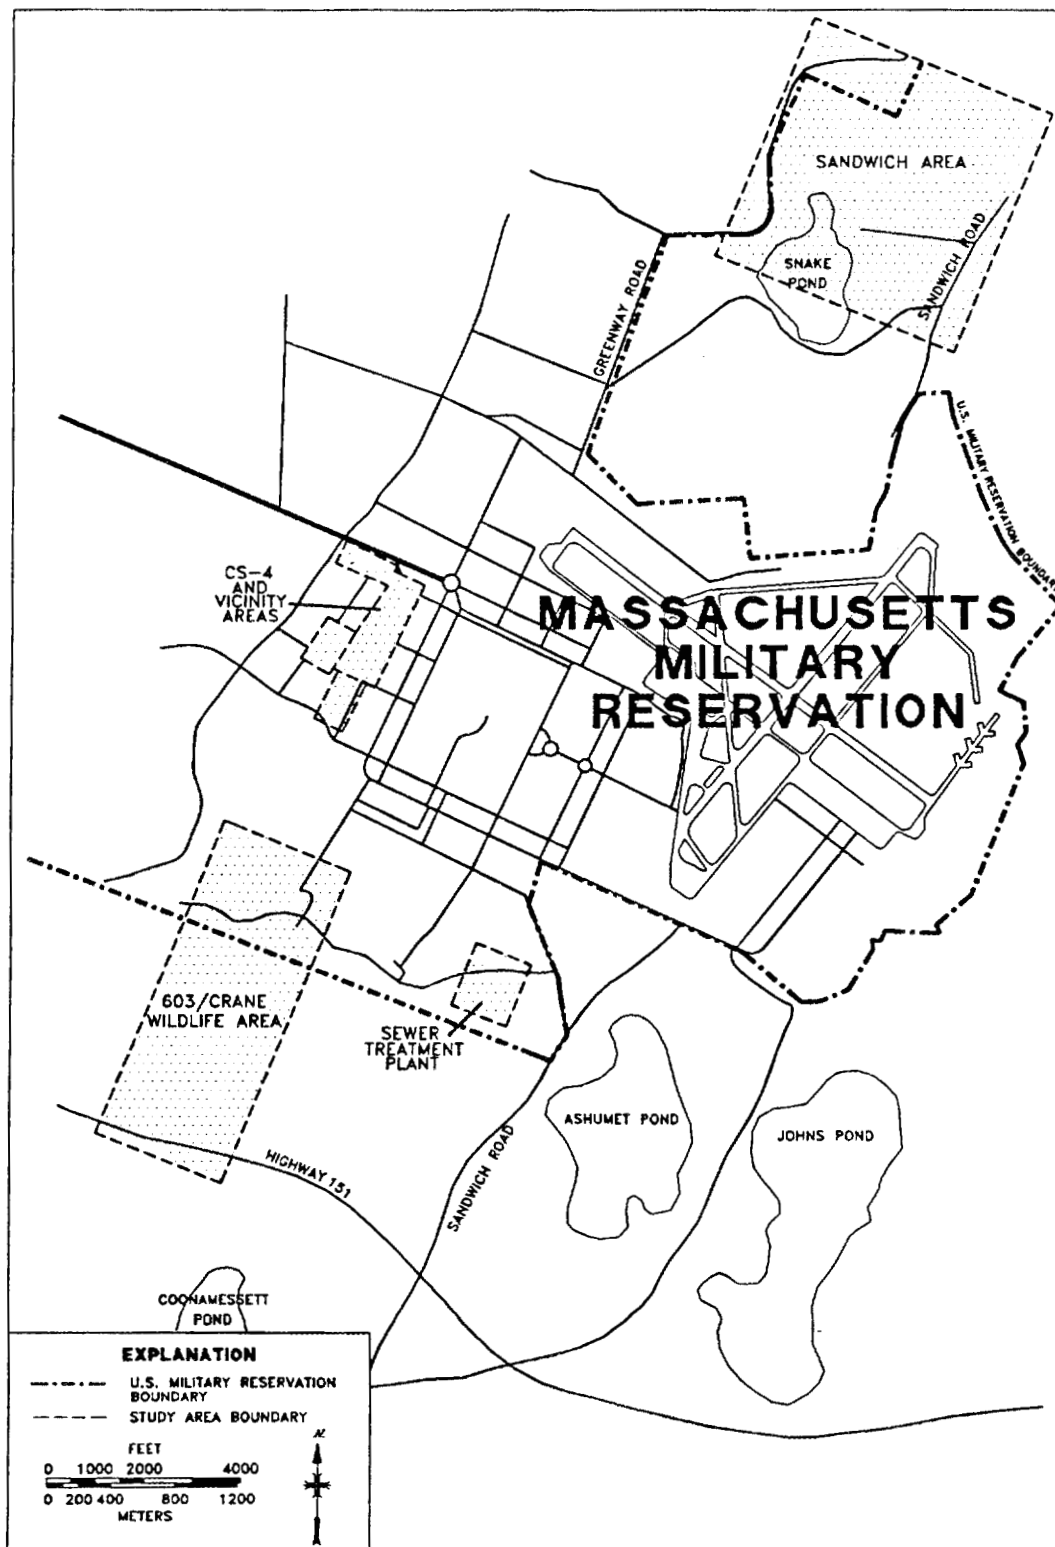 SANDWICH AREA
SNAKE
POND
SANDWICH ROAD
GREENWAY ROAD
U.S. MILITARY RESERVATION BOUNDARY
CS-4
AND
VICINITY
AREAS
MASSACHUSETTS
MILITARY
RESERVATION
603/CRANE
WILDLIFE AREA
SEWER
TREATMENT
PLANT
ASHUMET POND
JOHNS POND
HIGHWAY 151
SANDWICH ROAD
COONAMESSETT
POND
EXPLANATION
U.S. MILITARY RESERVATION
BOUNDARY
STUDY AREA BOUNDARY
FEET
0 1000 2000 4000
0 200 400 800 1200
METERS
N